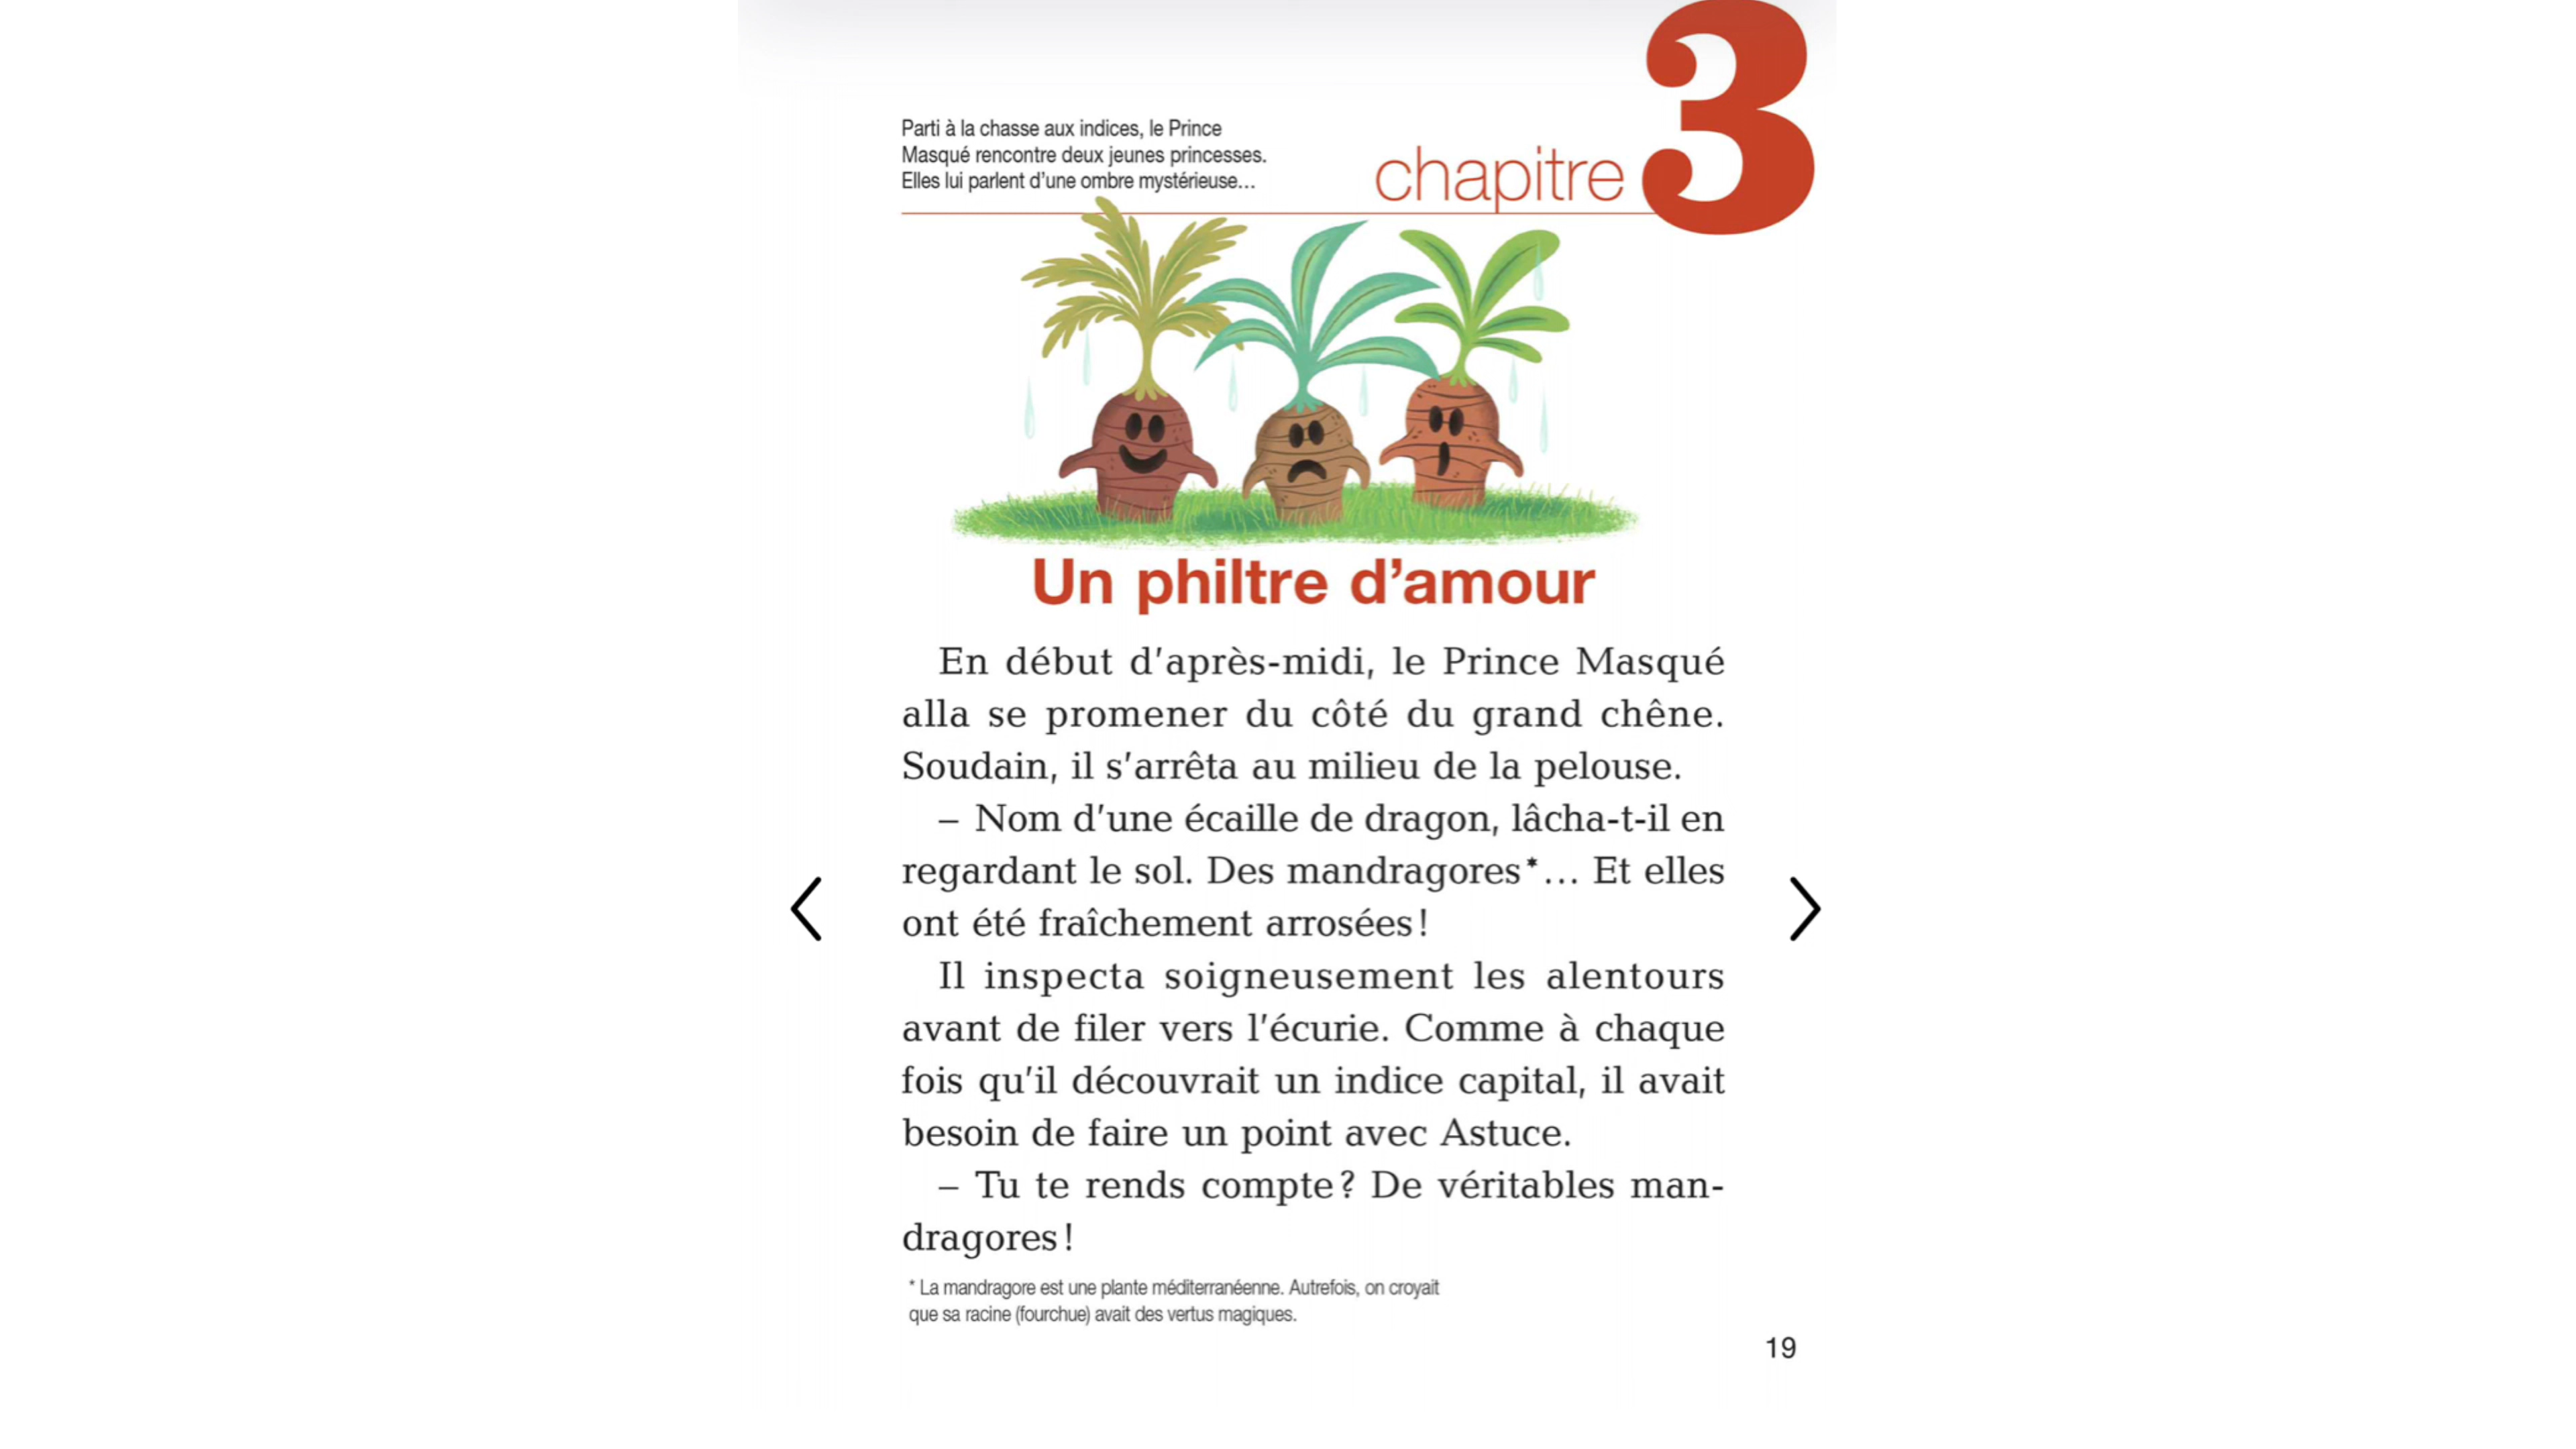 Parti à la chasse aux indices, le Prince
Masqué rencontre deux jeunes princesses.
Elles lui parlent d’une ombre mystérieuse...
chapitre 3
Un philtre d’amour
En début d’après-midi, le Prince Masqué
alla se promener du côté du grand chêne.
Soudain, il s’arrêta au milieu de la pelouse.
– Nom d’une écaille de dragon, lâcha-t-il en
regardant le sol. Des mandragores*... Et elles
ont été fraîchement arrosées !
Il inspecta soigneusement les alentours
avant de filer vers l’écurie. Comme à chaque
fois qu’il découvrait un indice capital, il avait
besoin de faire un point avec Astuce.
– Tu te rends compte ? De véritables man-
dragores !
* La mandragore est une plante méditerranéenne. Autrefois, on croyait
que sa racine (fourchue) avait des vertus magiques.
19